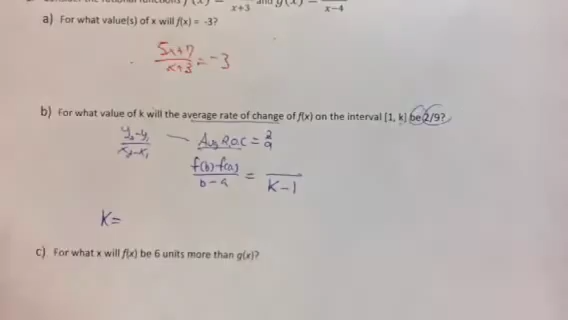 x+3 and g(x) = x-4
a) For what value(s) of x will f(x) = -3?
5x+7
x+3 = -3
b) For what value of k will the average rate of change of f(x) on the interval [1, k] be 2/9?
y₂-y₁
x₂-x₁
Avg ROC = 2/9
f(b)-f(a)
b-a = K-1
K=
c) For what x will f(x) be 6 units more than g(x)?